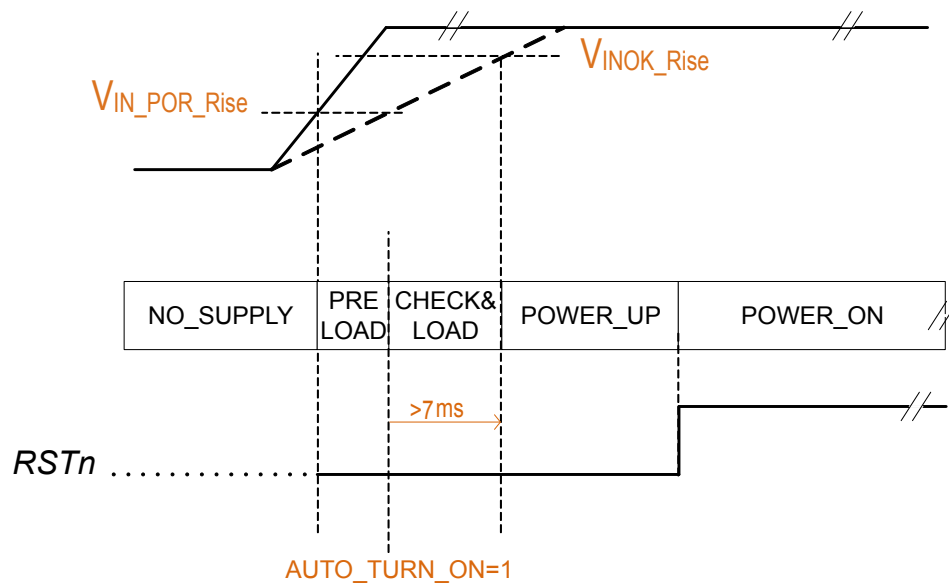 VINOK_Rise
VIN_POR_Rise
NO_SUPPLY
PRE
LOAD
CHECK&
LOAD
POWER_UP
POWER_ON
>7ms
RSTn
AUTO_TURN_ON=1